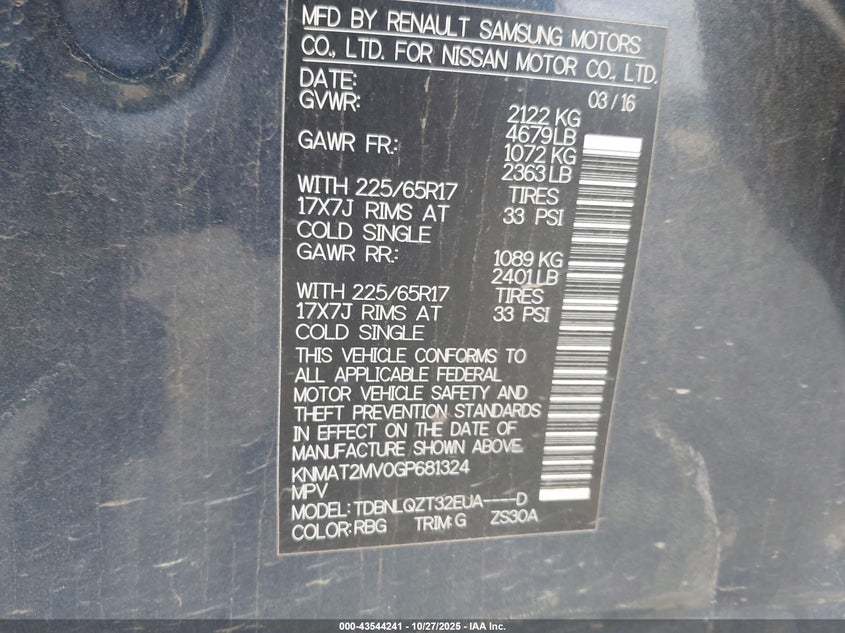 MFD BY RENAULT SAMSUNG MOTORS
CO., LTD. FOR NISSAN MOTOR CO., LTD.
DATE: 03/16
GVWR: 2122 KG
4679LB
GAWR FR: 1072 KG
2363 LB
WITH 225/65R17 TIRES
17X7J RIMS AT 33 PSI
COLD SINGLE
GAWR RR: 1089 KG
2401 LB
WITH 225/65R17 TIRES
17X7J RIMS AT 33 PSI
COLD SINGLE
THIS VEHICLE CONFORMS TO
ALL APPLICABLE FEDERAL
MOTOR VEHICLE SAFETY AND
THEFT PREVENTION STANDARDS
IN EFFECT ON THE DATE OF
MANUFACTURE SHOWN ABOVE.
KNMAT2MV0GP681324
MPV
MODEL: TDBNLQZT32EUA----D
COLOR: RBG TRIM: G ZS30A
000-43544241 | 10/27/2025 - IAA Inc.